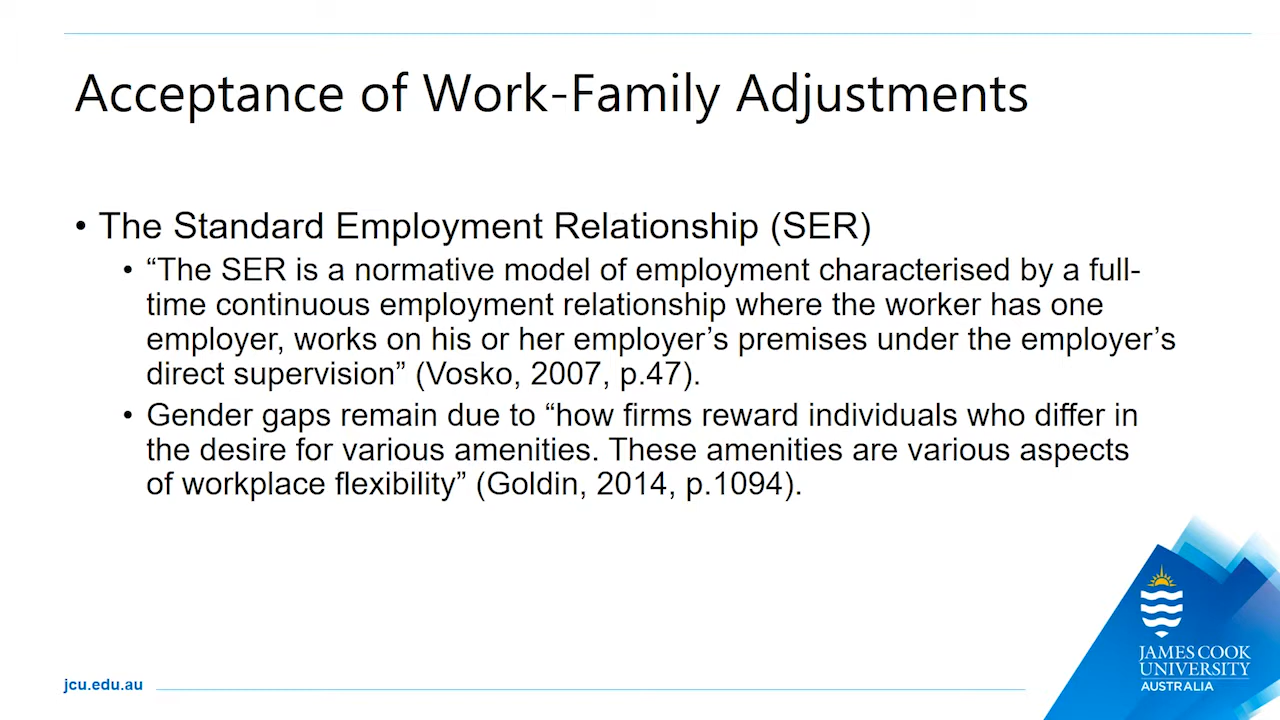 Acceptance of Work-Family Adjustments
• The Standard Employment Relationship (SER)
• “The SER is a normative model of employment characterised by a full-
time continuous employment relationship where the worker has one
employer, works on his or her employer’s premises under the employer’s
direct supervision” (Vosko, 2007, p.47).
• Gender gaps remain due to “how firms reward individuals who differ in
the desire for various amenities. These amenities are various aspects
of workplace flexibility” (Goldin, 2014, p.1094).
JAMES COOK
UNIVERSITY
AUSTRALIA
jcu.edu.au